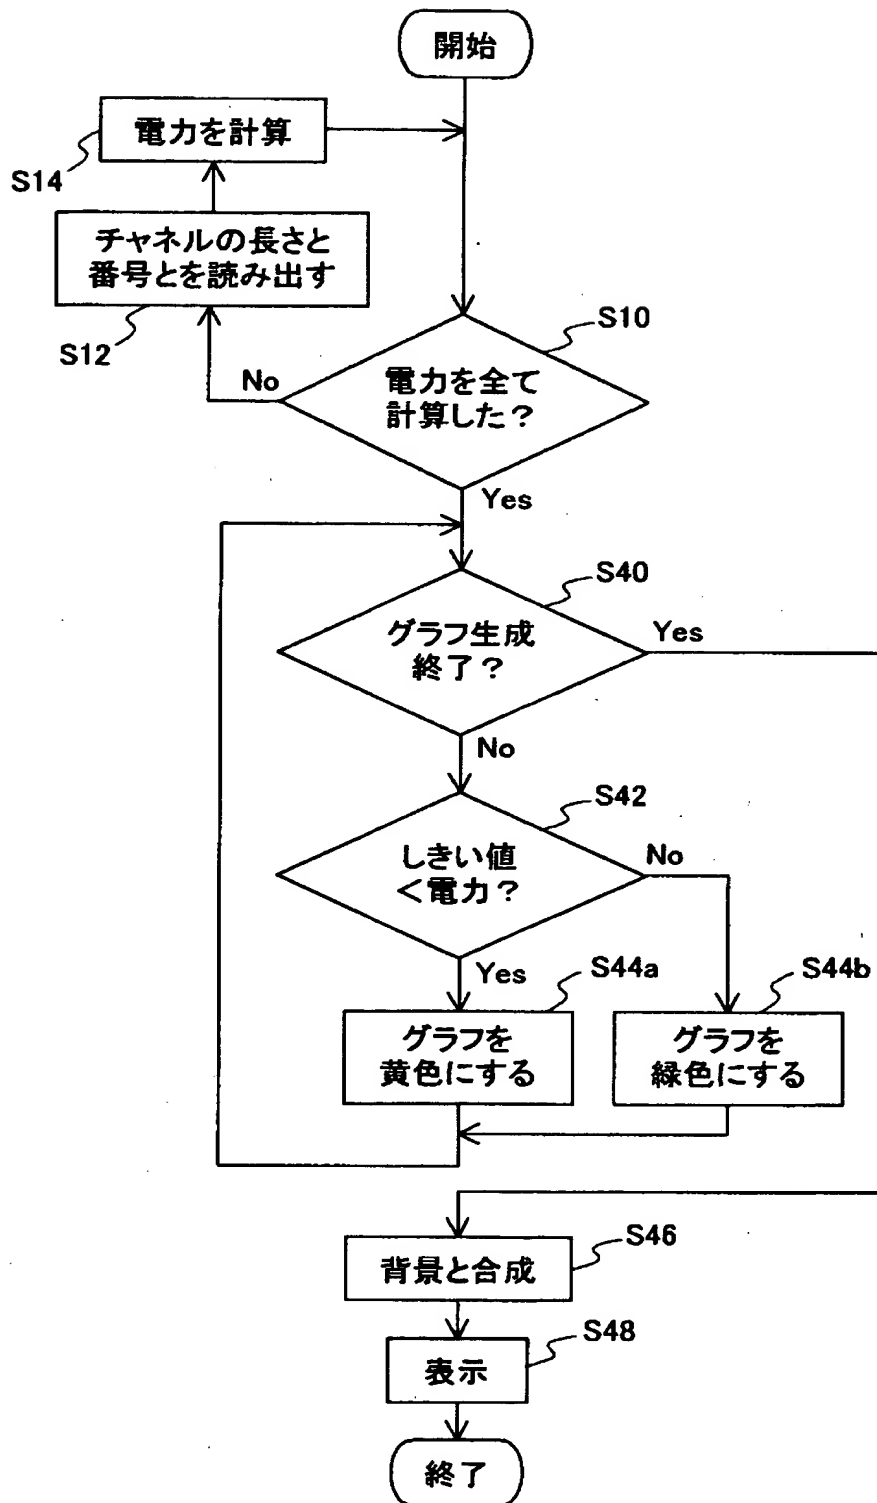 開始
電力を計算
S14
チャネルの長さと
番号とを読み出す
S12
No
S10
電力を全て
計算した？
Yes
S40
グラフ生成
終了？
Yes
No
S42
しきい値
＜電力？
No
Yes
S44a
グラフを
黄色にする
S44b
グラフを
緑色にする
S46
背景と合成
S48
表示
終了